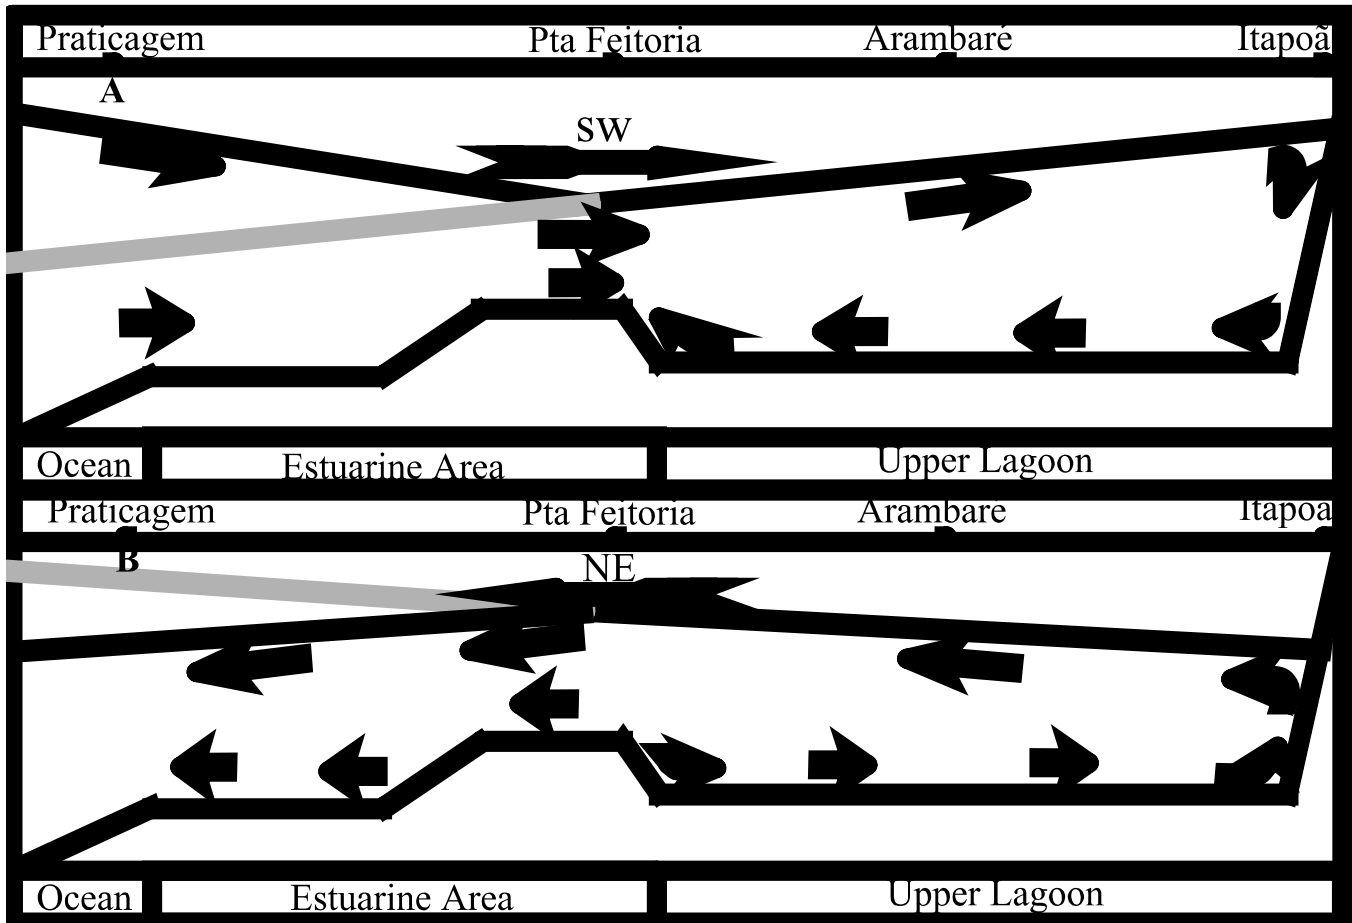 Praticagem Pta Feitoria Arambaré Itapoã
A
SW
Ocean Estuarine Area Upper Lagoon
Praticagem Pta Feitoria Arambaré Itapoa
B
NE
Ocean Estuarine Area Upper Lagoon